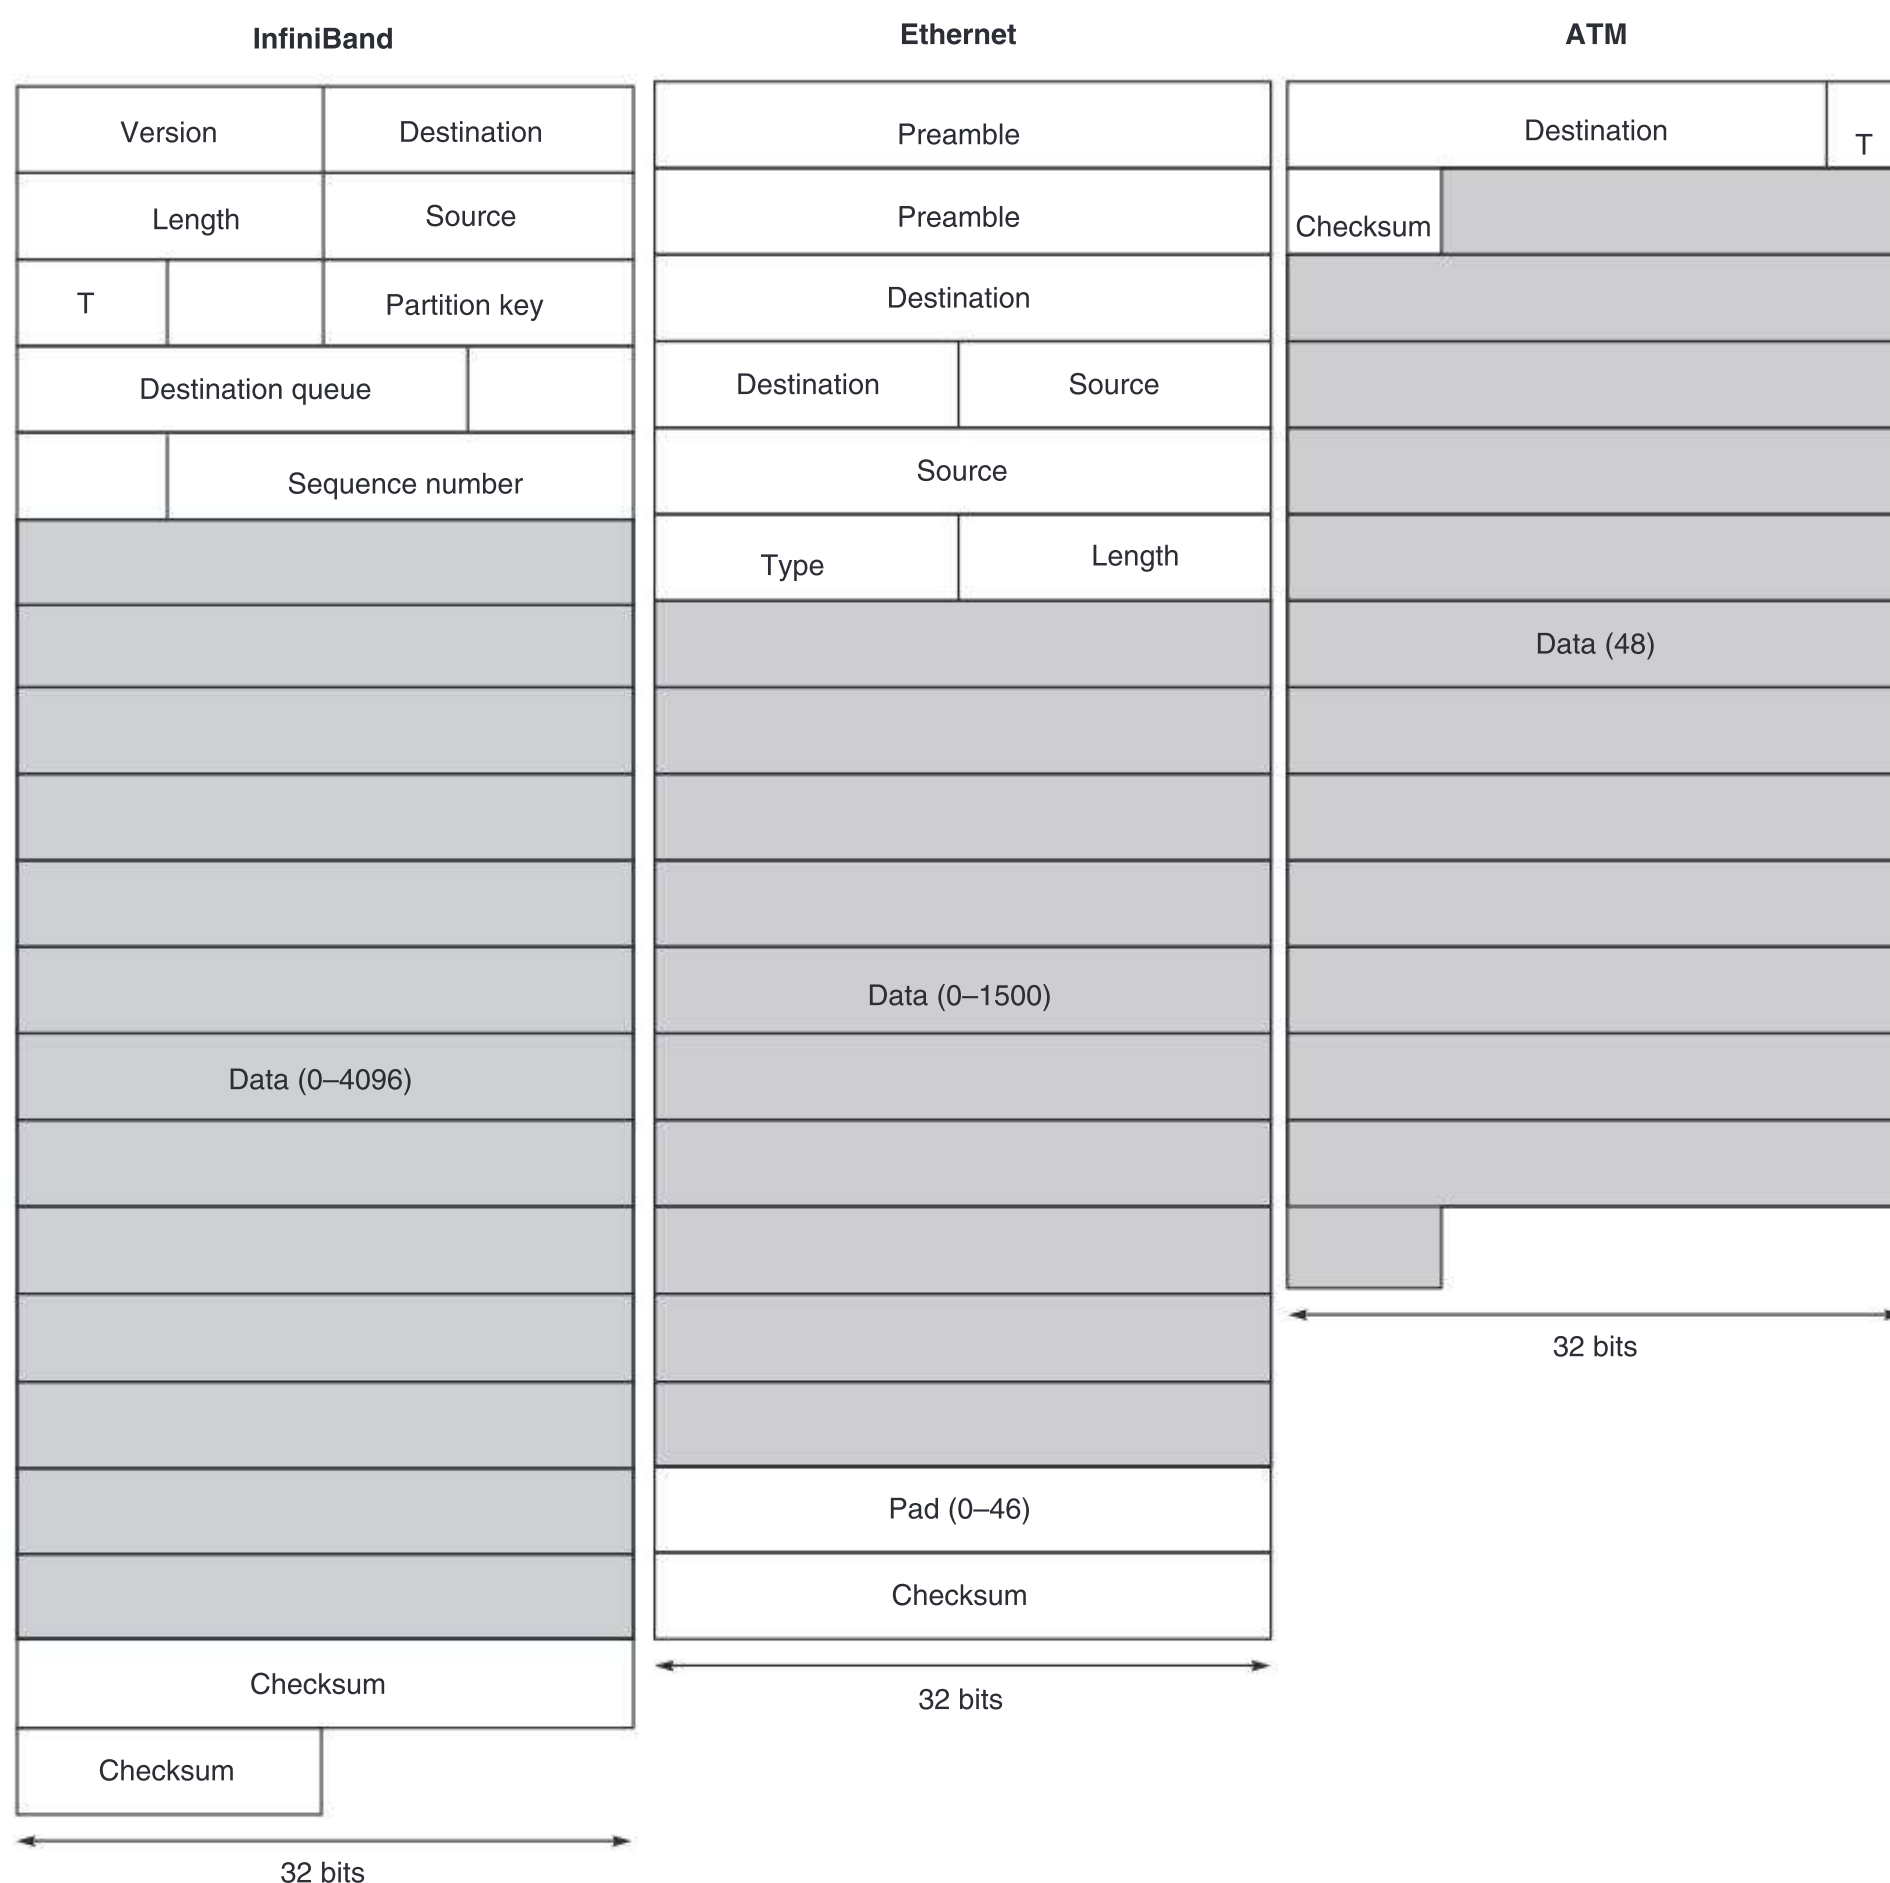 InfiniBand
Version
Destination
Length
Source
T
Partition key
Destination queue
Sequence number
Data (0–4096)
Checksum
Checksum
32 bits
Ethernet
Preamble
Preamble
Destination
Destination
Source
Source
Type
Length
Data (0–1500)
Pad (0–46)
Checksum
32 bits
ATM
Destination
T
Checksum
Data (48)
32 bits